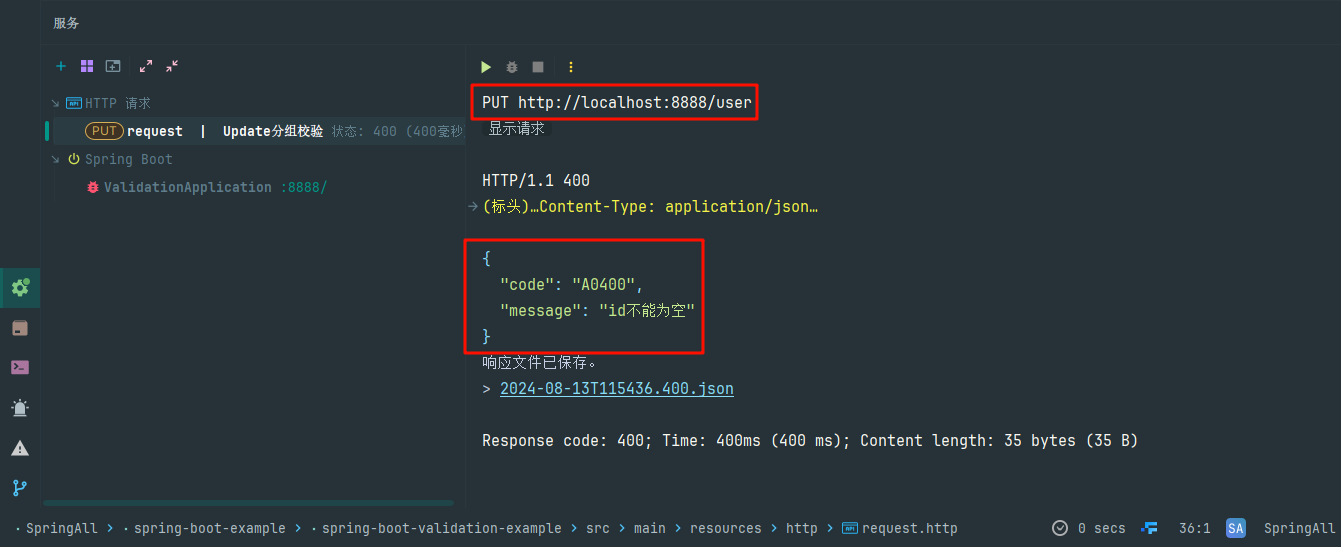 服务
HTTP 请求
PUT request | Update分组校验 状态: 400 (400毫秒
Spring Boot
ValidationApplication :8888/
PUT http://localhost:8888/user
显示请求
HTTP/1.1 400
(标头)…Content-Type: application/json…
{
"code": "A0400",
"message": "id不能为空"
}
响应文件已保存。
> 2024-08-13T115436.400.json
Response code: 400; Time: 400ms (400 ms); Content length: 35 bytes (35 B)
SpringAll > spring-boot-example > spring-boot-validation-example > src > main > resources > http > API request.http 0 secs 36:1 SA SpringAll